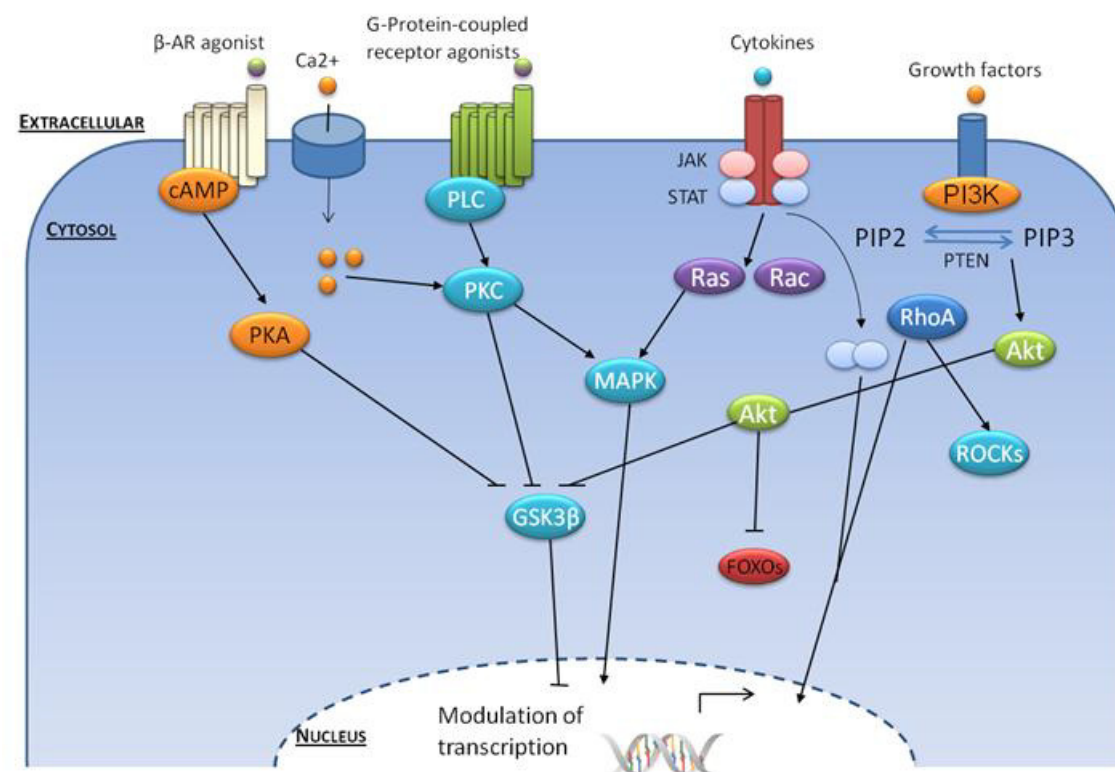 β-AR agonist
Ca2+
G-Protein-coupled
receptor agonists
Cytokines
Growth factors
EXTRACELLULAR
cAMP
PLC
JAK
STAT
PI3K
CYTOSOL
PIP2
PIP3
PTEN
PKC
Ras
Rac
PKA
RhoA
Akt
MAPK
Akt
ROCKs
GSK3β
FOXOs
Modulation of
transcription
NUCLEUS